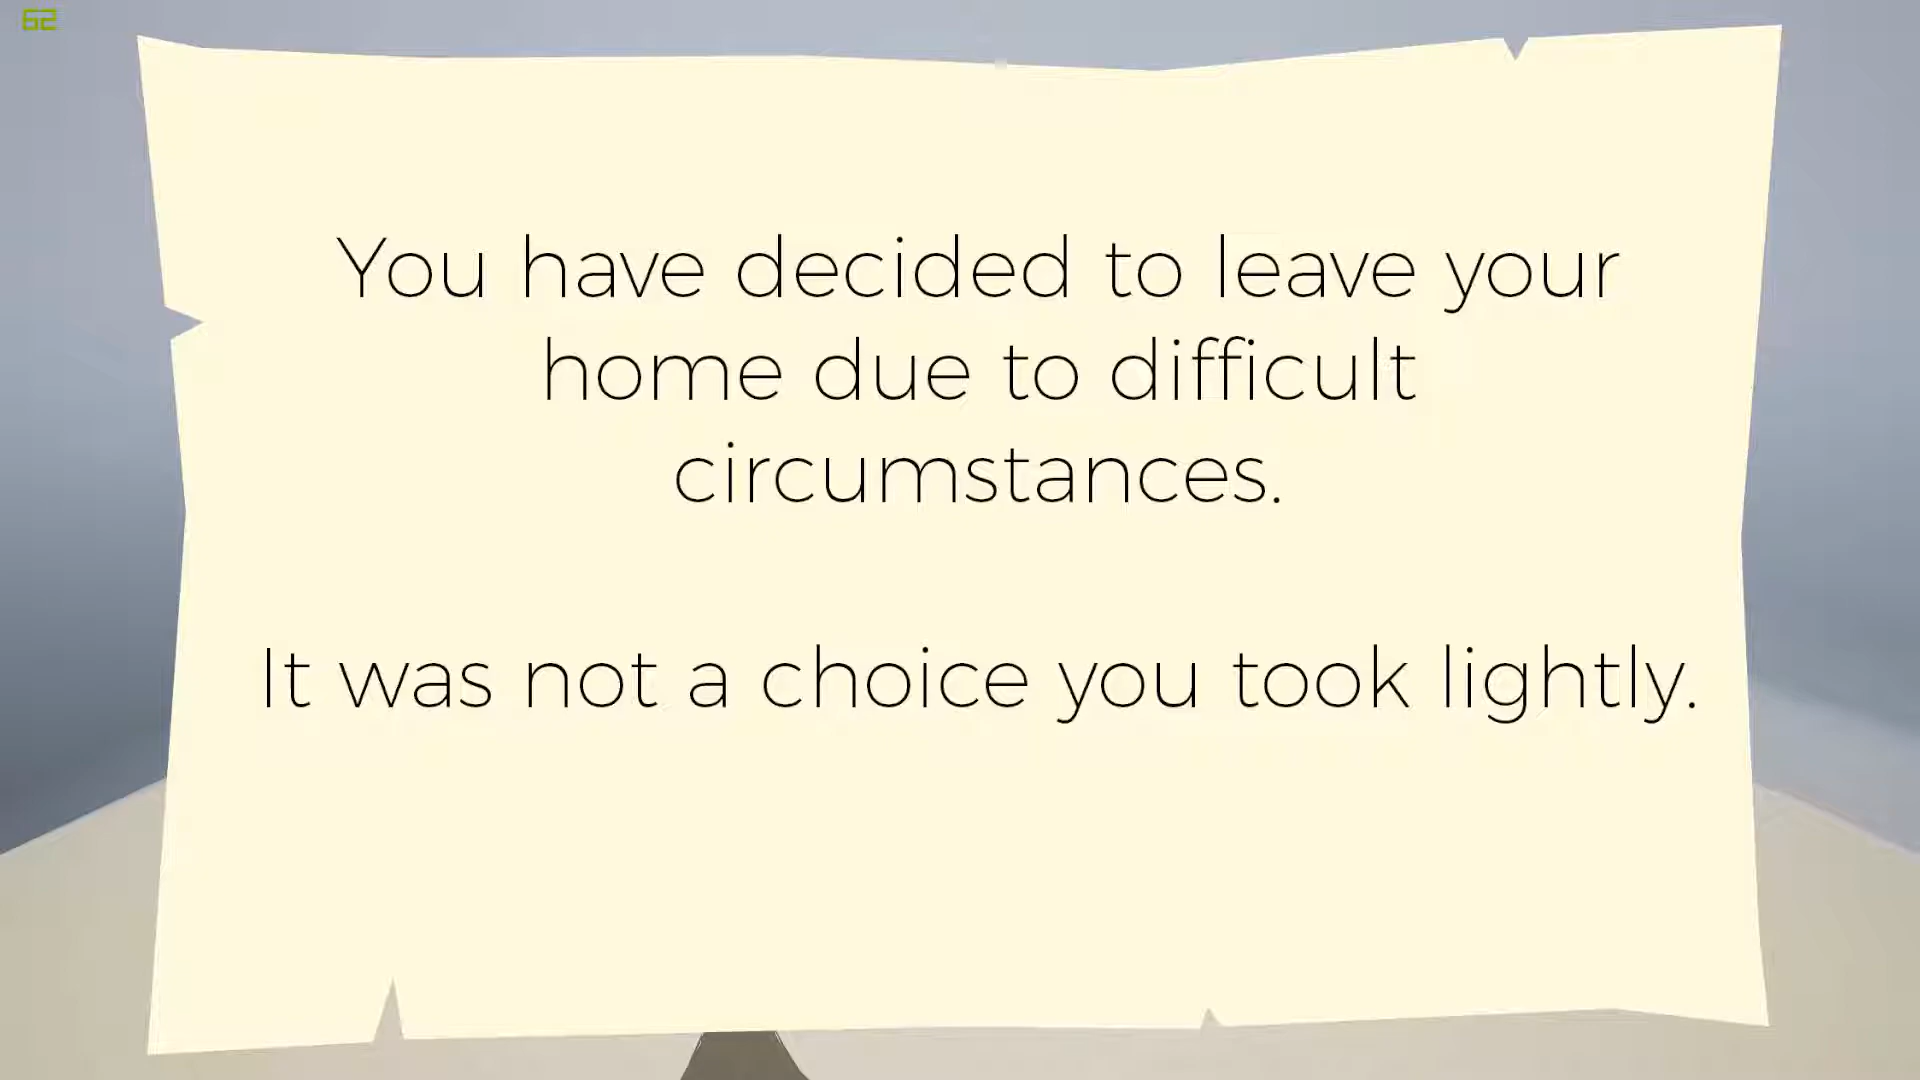 62
You have decided to leave your
home due to difficult
circumstances.
It was not a choice you took lightly.